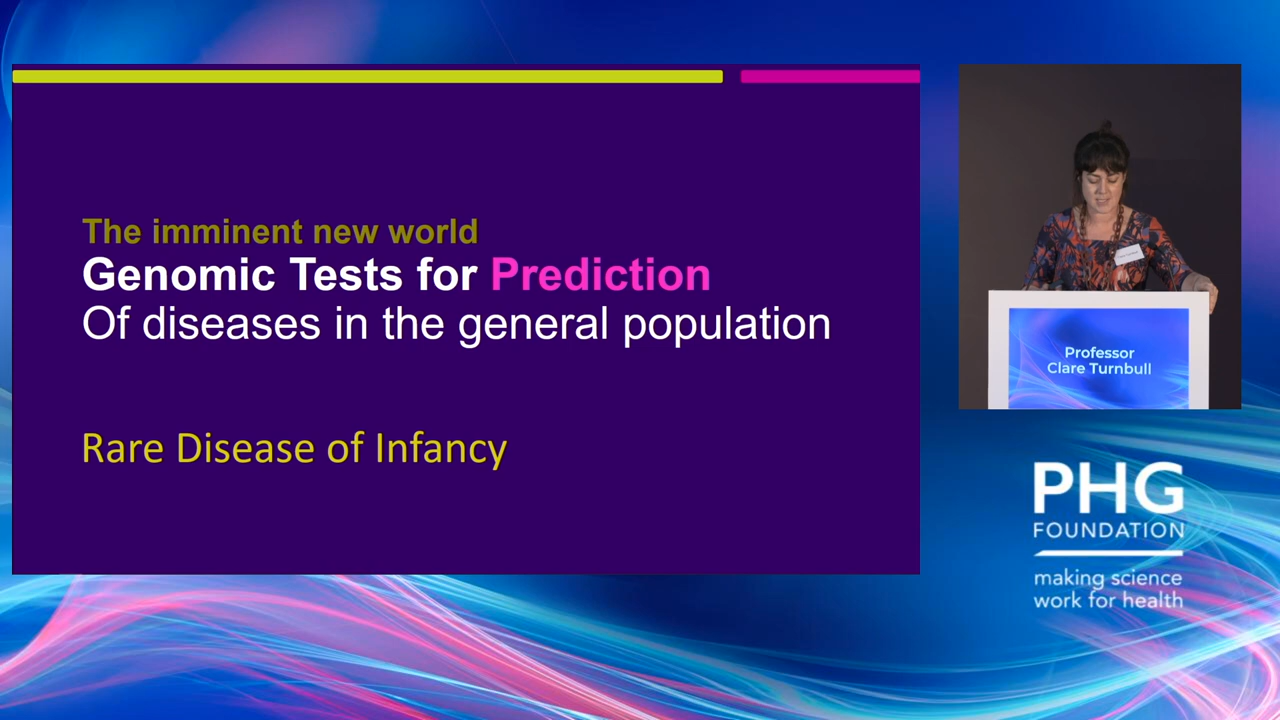 The imminent new world
Genomic Tests for Prediction
Of diseases in the general population
Rare Disease of Infancy
Professor
Clare Turnbull
PHG
FOUNDATION
making science
work for health